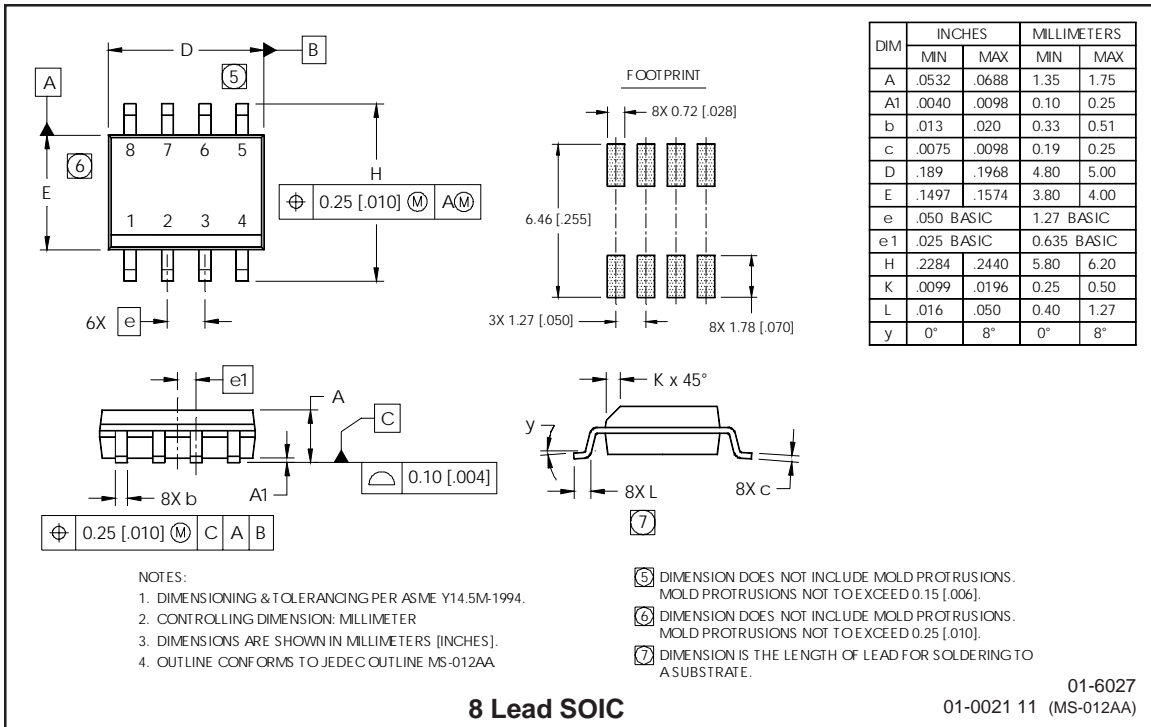 D
B
5
A
8 7 6 5
6
E
H
⌖ 0.25 [.010] Ⓜ A Ⓜ
1 2 3 4
6X e
FOOTPRINT
8X 0.72 [.028]
6.46 [.255]
3X 1.27 [.050]
8X 1.78 [.070]
DIM INCHES MILLIMETERS
MIN MAX MIN MAX
A .0532 .0688 1.35 1.75
A1 .0040 .0098 0.10 0.25
b .013 .020 0.33 0.51
c .0075 .0098 0.19 0.25
D .189 .1968 4.80 5.00
E .1497 .1574 3.80 4.00
e .050 BASIC 1.27 BASIC
e1 .025 BASIC 0.635 BASIC
H .2284 .2440 5.80 6.20
K .0099 .0196 0.25 0.50
L .016 .050 0.40 1.27
y 0° 8° 0° 8°
e1
A
C
8X b
A1
⌓ 0.10 [.004]
⌖ 0.25 [.010] Ⓜ C A B
K x 45°
y
8X L
8X c
7
NOTES:
1. DIMENSIONING & TOLERANCING PER ASME Y14.5M-1994.
2. CONTROLLING DIMENSION: MILLIMETER
3. DIMENSIONS ARE SHOWN IN MILLIMETERS [INCHES].
4. OUTLINE CONFORMS TO JEDEC OUTLINE MS-012AA.
5 DIMENSION DOES NOT INCLUDE MOLD PROTRUSIONS.
MOLD PROTRUSIONS NOT TO EXCEED 0.15 [.006].
6 DIMENSION DOES NOT INCLUDE MOLD PROTRUSIONS.
MOLD PROTRUSIONS NOT TO EXCEED 0.25 [.010].
7 DIMENSION IS THE LENGTH OF LEAD FOR SOLDERING TO
A SUBSTRATE.
8 Lead SOIC
01-6027
01-0021 11 (MS-012AA)